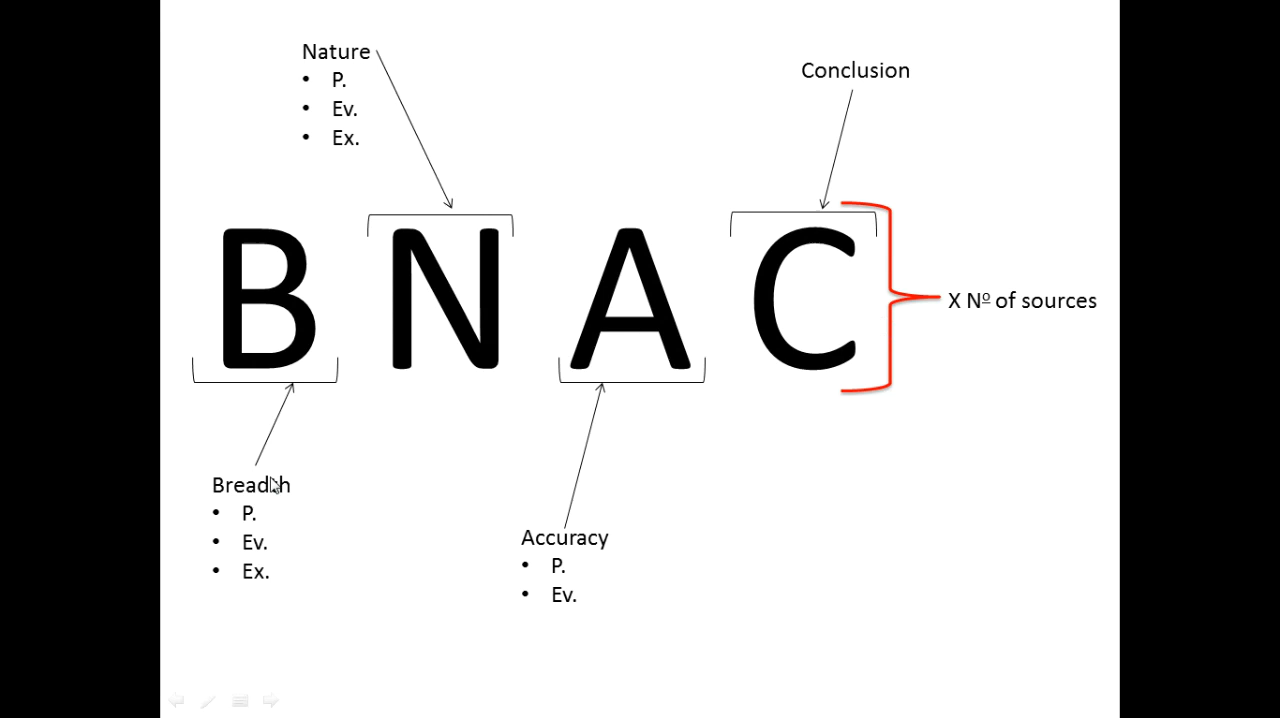 Nature
• P.
• Ev.
• Ex.
Conclusion
B N A C
X Nº of sources
Breadth
• P.
• Ev.
• Ex.
Accuracy
• P.
• Ev.